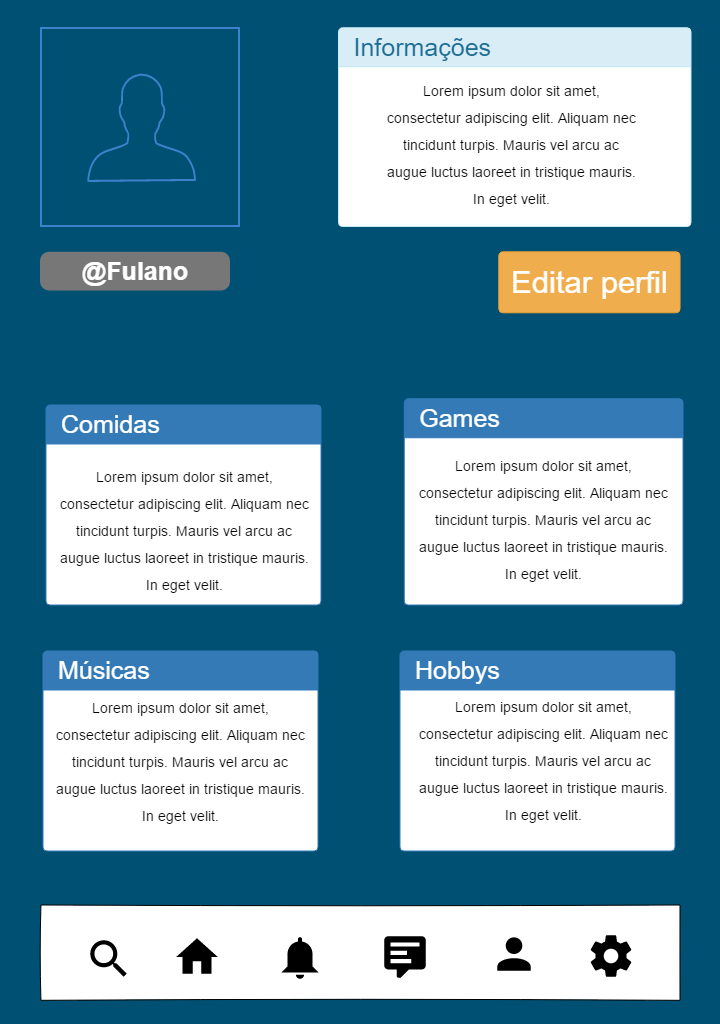 Informações
Lorem ipsum dolor sit amet,
consectetur adipiscing elit. Aliquam nec
tincidunt turpis. Mauris vel arcu ac
augue luctus laoreet in tristique mauris.
In eget velit.
@Fulano
Editar perfil
Comidas
Lorem ipsum dolor sit amet,
consectetur adipiscing elit. Aliquam nec
tincidunt turpis. Mauris vel arcu ac
augue luctus laoreet in tristique mauris.
In eget velit.
Games
Lorem ipsum dolor sit amet,
consectetur adipiscing elit. Aliquam nec
tincidunt turpis. Mauris vel arcu ac
augue luctus laoreet in tristique mauris.
In eget velit.
Músicas
Lorem ipsum dolor sit amet,
consectetur adipiscing elit. Aliquam nec
tincidunt turpis. Mauris vel arcu ac
augue luctus laoreet in tristique mauris.
In eget velit.
Hobbys
Lorem ipsum dolor sit amet,
consectetur adipiscing elit. Aliquam nec
tincidunt turpis. Mauris vel arcu ac
augue luctus laoreet in tristique mauris.
In eget velit.